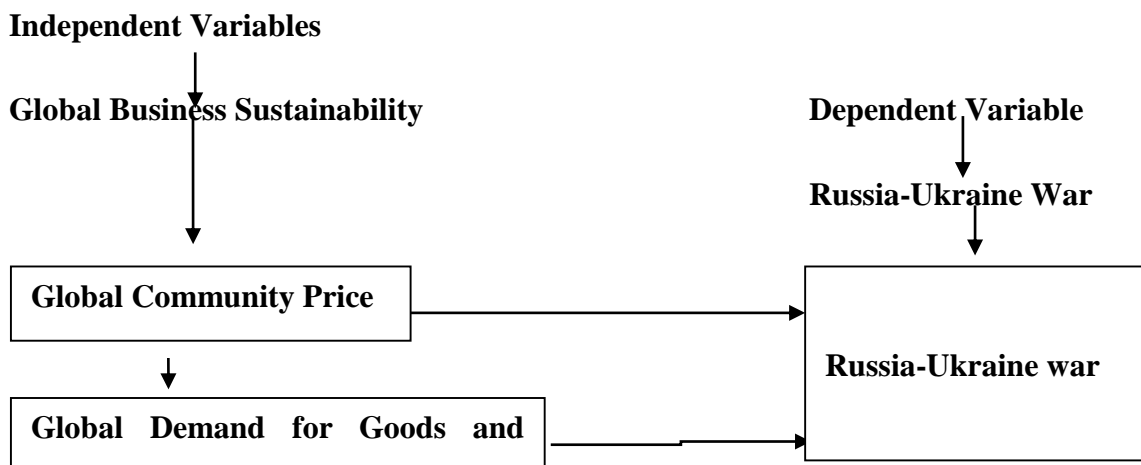 Independent Variables
Global Business Sustainability
Dependent Variable
Russia-Ukraine War
Global Community Price
Russia-Ukraine war
Global Demand for Goods and